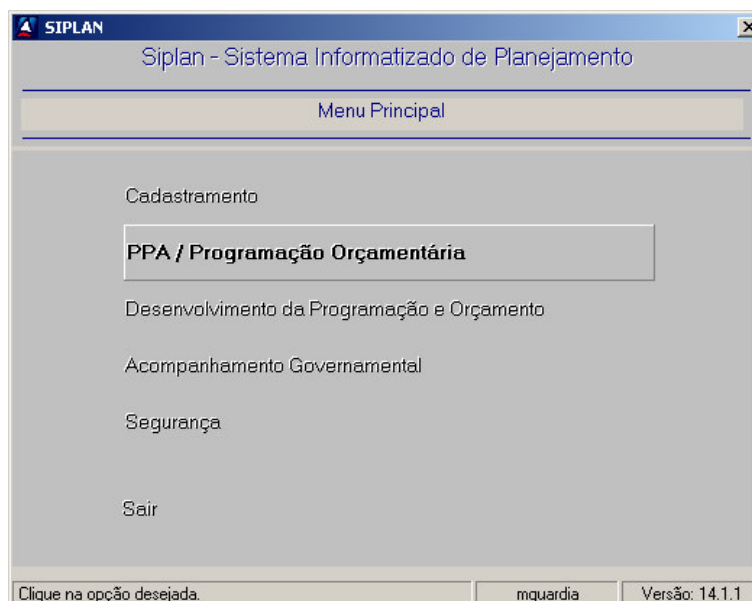 SIPLAN
Siplan - Sistema Informatizado de Planejamento
Menu Principal
Cadastramento
PPA / Programação Orçamentária
Desenvolvimento da Programação e Orçamento
Acompanhamento Governamental
Segurança
Sair
Clique na opção desejada. mguardia Versão: 14.1.1